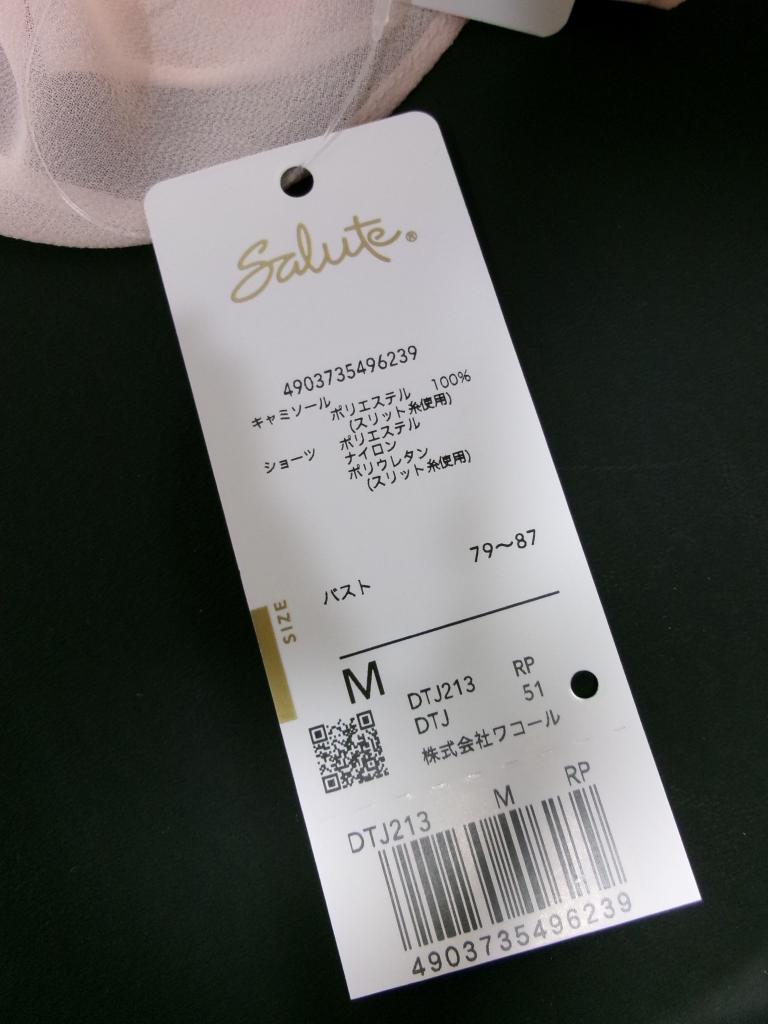 Salute®
4903735496239
キャミソール ポリエステル 100%
(スリット糸使用)
ショーツ ポリエステル
ナイロン
ポリウレタン
(スリット糸使用)
バスト 79～87
SIZE
M
DTJ213 RP
DTJ 51
株式会社ワコール
DTJ213 M RP
4903735496239